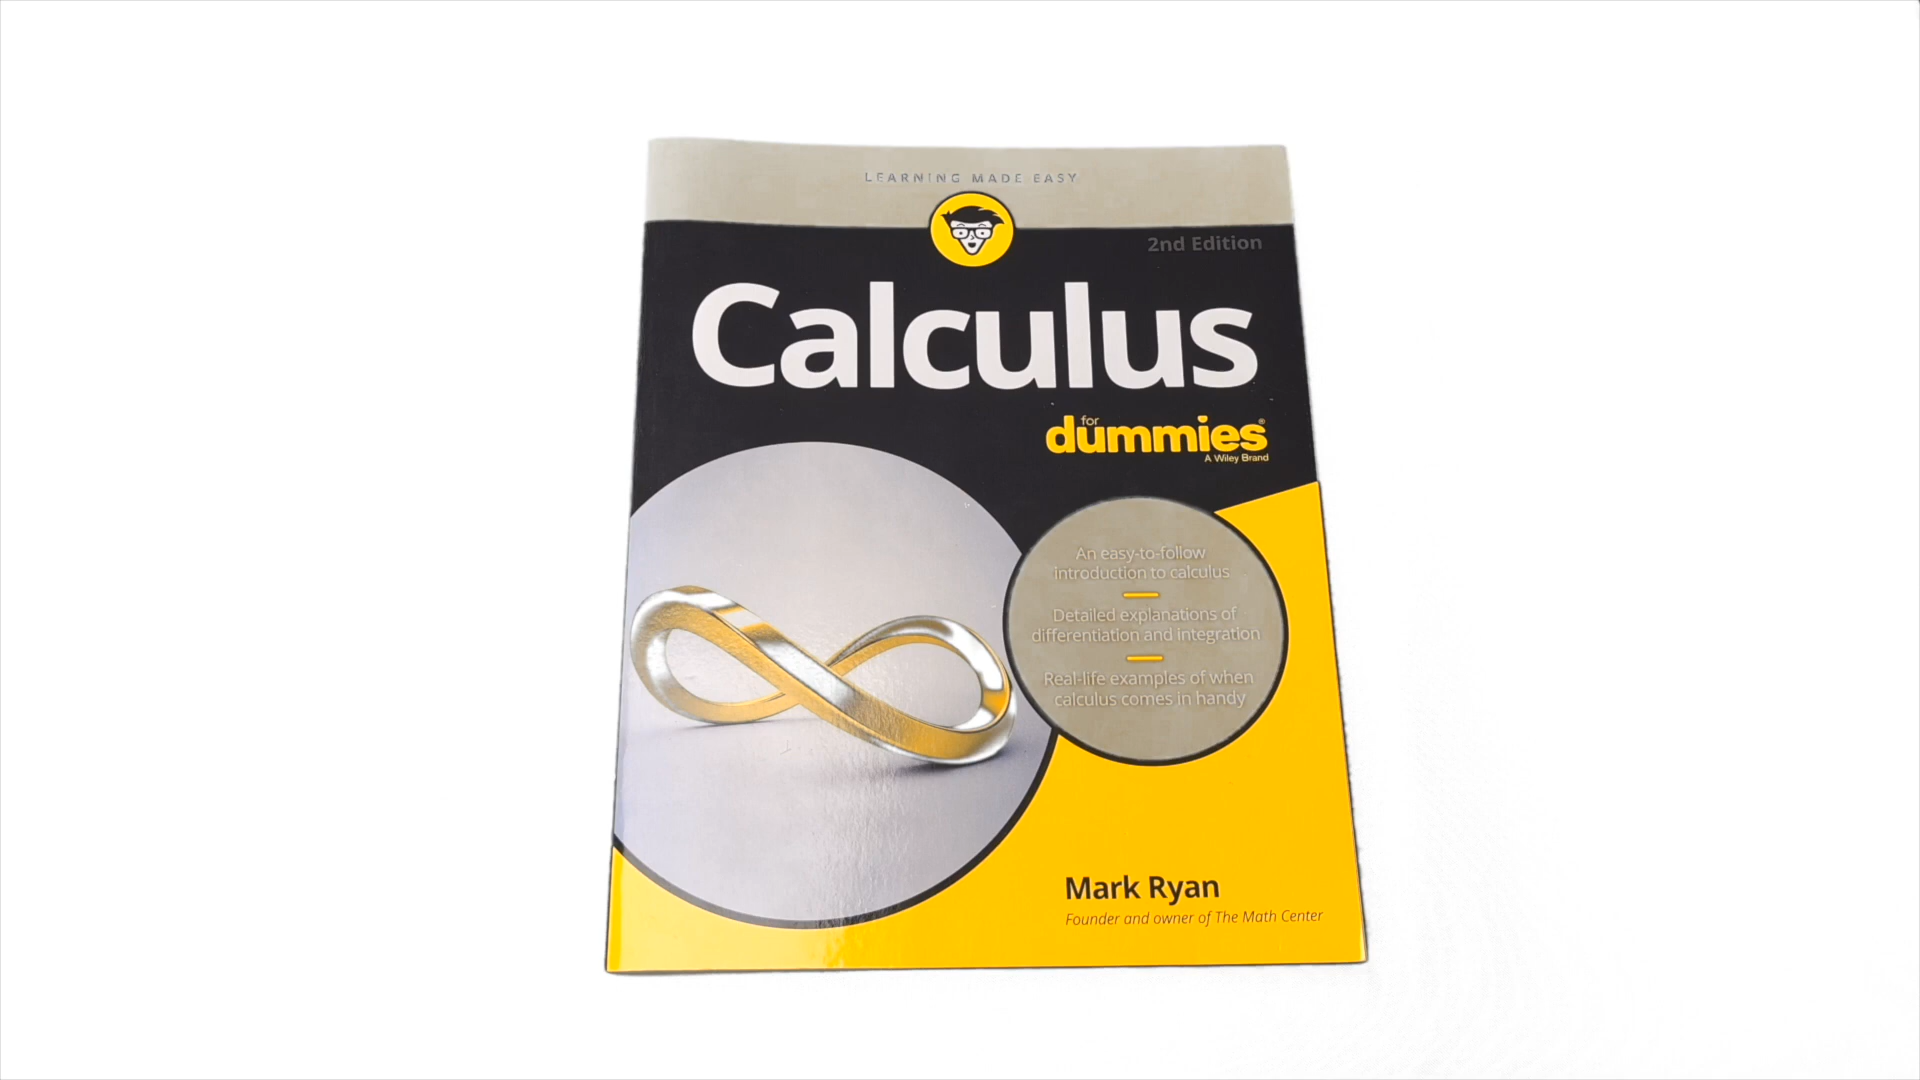 LEARNING MADE EASY
2nd Edition
Calculus
for
dummies®
A Wiley Brand
An easy-to-follow
introduction to calculus
Detailed explanations of
differentiation and integration
Real-life examples of when
calculus comes in handy
Mark Ryan
Founder and owner of The Math Center